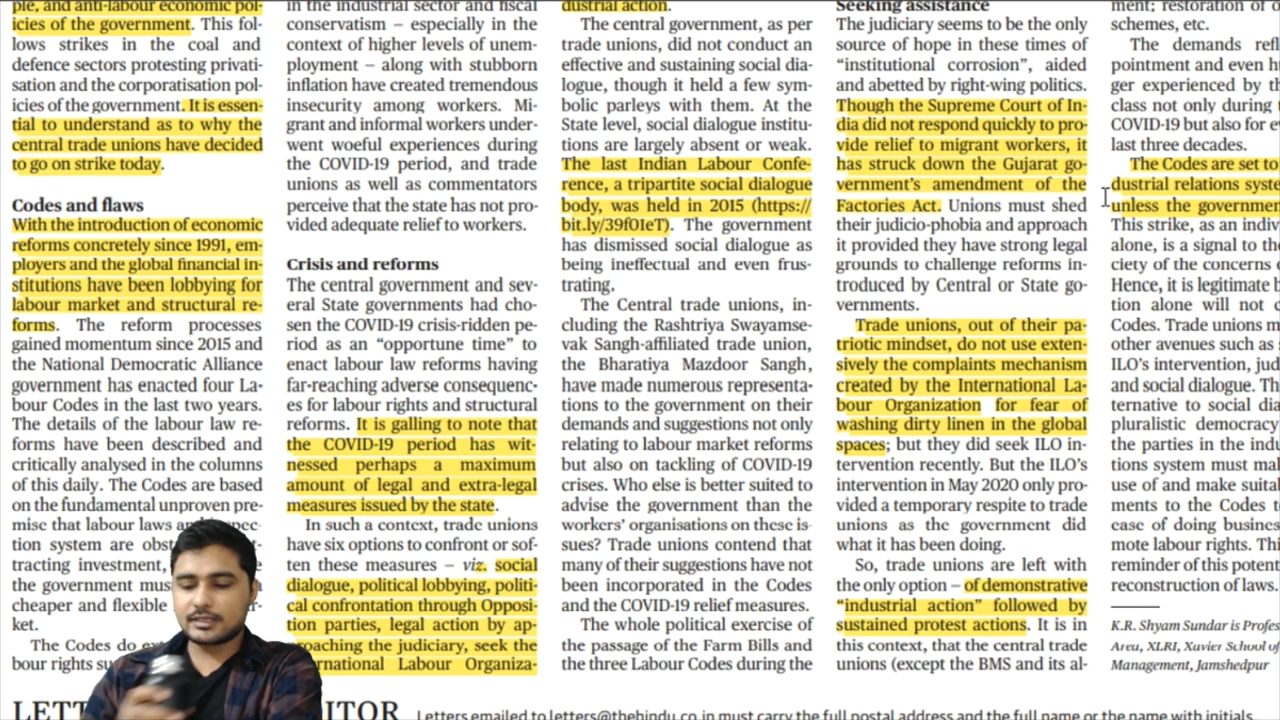 ple, and anti-labour economic pol-
icies of the government. This fol-
lows strikes in the coal and
defence sectors protesting privati-
sation and the corporatisation pol-
icies of the government. It is essen-
tial to understand as to why the
central trade unions have decided
to go on strike today.
Codes and flaws
With the introduction of economic
reforms concretely since 1991, em-
ployers and the global financial in-
stitutions have been lobbying for
labour market and structural re-
forms. The reform processes
gained momentum since 2015 and
the National Democratic Alliance
government has enacted four La-
bour Codes in the last two years.
The details of the labour law re-
forms have been described and
critically analysed in the columns
of this daily. The Codes are based
on the fundamental unproven pre-
mise that labour laws
tion system are
tracting investment,
the government
cheaper and flexible
ket.
The Codes do
bour rights
in the industrial sector and fiscal
conservatism – especially in the
context of higher levels of unem-
ployment – along with stubborn
inflation have created tremendous
insecurity among workers. Mi-
grant and informal workers under-
went woeful experiences during
the COVID-19 period, and trade
unions as well as commentators
perceive that the state has not pro-
vided adequate relief to workers.
Crisis and reforms
The central government and sev-
eral State governments had cho-
sen the COVID-19 crisis-ridden pe-
riod as an “opportune time” to
enact labour law reforms having
far-reaching adverse consequenc-
es for labour rights and structural
reforms. It is galling to note that
the COVID-19 period has wit-
nessed perhaps a maximum
amount of legal and extra-legal
measures issued by the state.
In such a context, trade unions
have six options to confront or sof-
ten these measures – viz. social
dialogue, political lobbying, politi-
cal confrontation through Opposi-
tion parties, legal action by ap-
roaching the judiciary, seek the
rnational Labour Organiza-
dustrial action.
The central government, as per
trade unions, did not conduct an
effective and sustaining social dia-
logue, though it held a few sym-
bolic parleys with them. At the
State level, social dialogue institu-
tions are largely absent or weak.
The last Indian Labour Confe-
rence, a tripartite social dialogue
body, was held in 2015 (https://
bit.ly/39f0IeT). The government
has dismissed social dialogue as
being ineffectual and even frus-
trating.
The Central trade unions, in-
cluding the Rashtriya Swayamse-
vak Sangh-affiliated trade union,
the Bharatiya Mazdoor Sangh,
have made numerous representa-
tions to the government on their
demands and suggestions not only
relating to labour market reforms
but also on tackling of COVID-19
crises. Who else is better suited to
advise the government than the
workers’ organisations on these is-
sues? Trade unions contend that
many of their suggestions have not
been incorporated in the Codes
and the COVID-19 relief measures.
The whole political exercise of
the passage of the Farm Bills and
the three Labour Codes during the
Seeking assistance
The judiciary seems to be the only
source of hope in these times of
“institutional corrosion”, aided
and abetted by right-wing politics.
Though the Supreme Court of In-
dia did not respond quickly to pro-
vide relief to migrant workers, it
has struck down the Gujarat go-
vernment’s amendment of the
Factories Act. Unions must shed
their judicio-phobia and approach
it provided they have strong legal
grounds to challenge reforms in-
troduced by Central or State go-
vernments.
Trade unions, out of their pa-
triotic mindset, do not use exten-
sively the complaints mechanism
created by the International La-
bour Organization for fear of
washing dirty linen in the global
spaces; but they did seek ILO in-
tervention recently. But the ILO’s
intervention in May 2020 only pro-
vided a temporary respite to trade
unions as the government did
what it has been doing.
So, trade unions are left with
the only option – of demonstrative
“industrial action” followed by
sustained protest actions. It is in
this context, that the central trade
unions (except the BMS and its al-
ment; restoration of
schemes, etc.
The demands
pointment and even
ger experienced by
class not only during
COVID-19 but also for
last three decades.
The Codes are set to
dustrial relations
unless the
This strike, as an
alone, is a signal to
ciety of the concerns
Hence, it is legitimate
tion alone will not
Codes. Trade unions
other avenues such as
ILO’s intervention,
and social dialogue.
ternative to social
pluralistic democracy
the parties in the
tions system must
use of and make
ments to the Codes
ease of doing
mote labour rights.
reminder of this
reconstruction of laws.
K.R. Shyam Sundar is
Area, XLRI, Xavier School of
Management, Jamshedpur
Letters emailed to letters@thehindu.co.in must carry the full postal address and the full name or the name with initials.